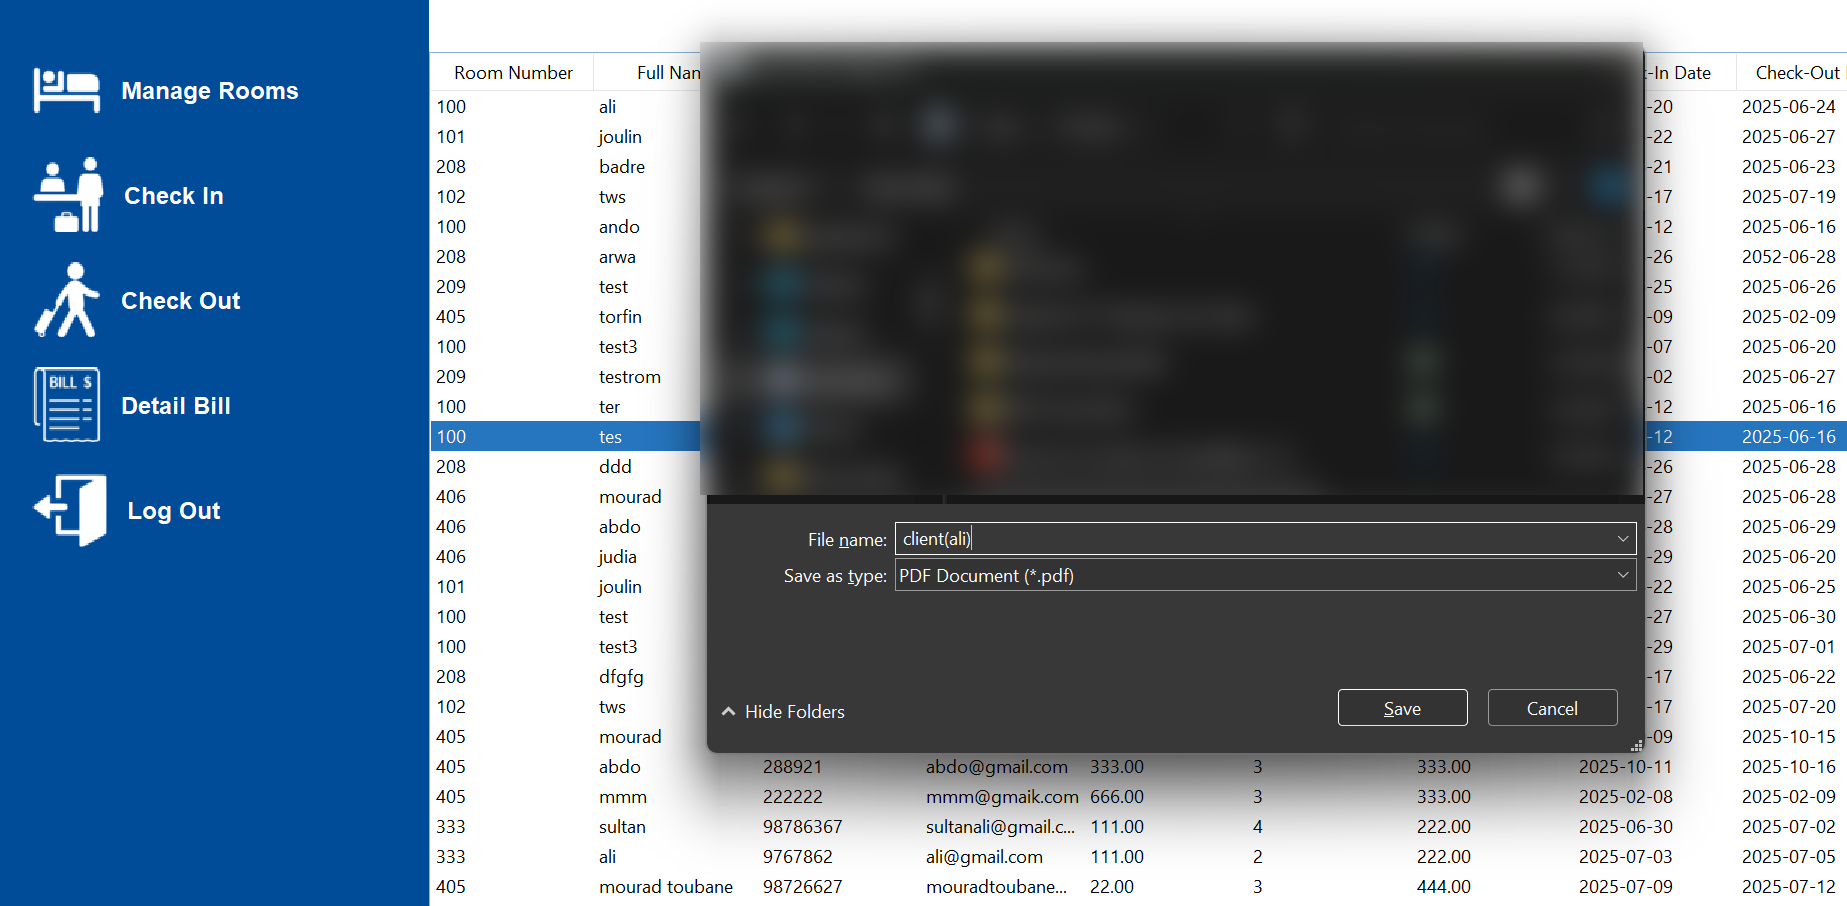 Manage Rooms
Check In
Check Out
BILL $
Detail Bill
Log Out
Room Number Full Nan -In Date Check-Out
100 ali -20 2025-06-24
101 joulin -22 2025-06-27
208 badre -21 2025-06-23
102 tws -17 2025-07-19
100 ando -12 2025-06-16
208 arwa -26 2052-06-28
209 test -25 2025-06-26
405 torfin -09 2025-02-09
100 test3 -07 2025-06-20
209 testrom -02 2025-06-27
100 ter -12 2025-06-16
100 tes -12 2025-06-16
208 ddd -26 2025-06-28
406 mourad -27 2025-06-28
406 abdo -28 2025-06-29
406 judia -29 2025-06-20
101 joulin -22 2025-06-25
100 test -27 2025-06-30
100 test3 -29 2025-07-01
208 dfgfg -17 2025-06-22
102 tws -17 2025-07-20
405 mourad -09 2025-10-15
405 abdo 288921 abdo@gmail.com 333.00 3 333.00 2025-10-11 2025-10-16
405 mmm 222222 mmm@gmaik.com 666.00 3 333.00 2025-02-08 2025-02-09
333 sultan 98786367 sultanali@gmail.c... 111.00 4 222.00 2025-06-30 2025-07-02
333 ali 9767862 ali@gmail.com 111.00 2 222.00 2025-07-03 2025-07-05
405 mourad toubane 98726627 mouradtoubane... 22.00 3 444.00 2025-07-09 2025-07-12
File name: client(ali)
Save as type: PDF Document (*.pdf)
Hide Folders
Save Cancel